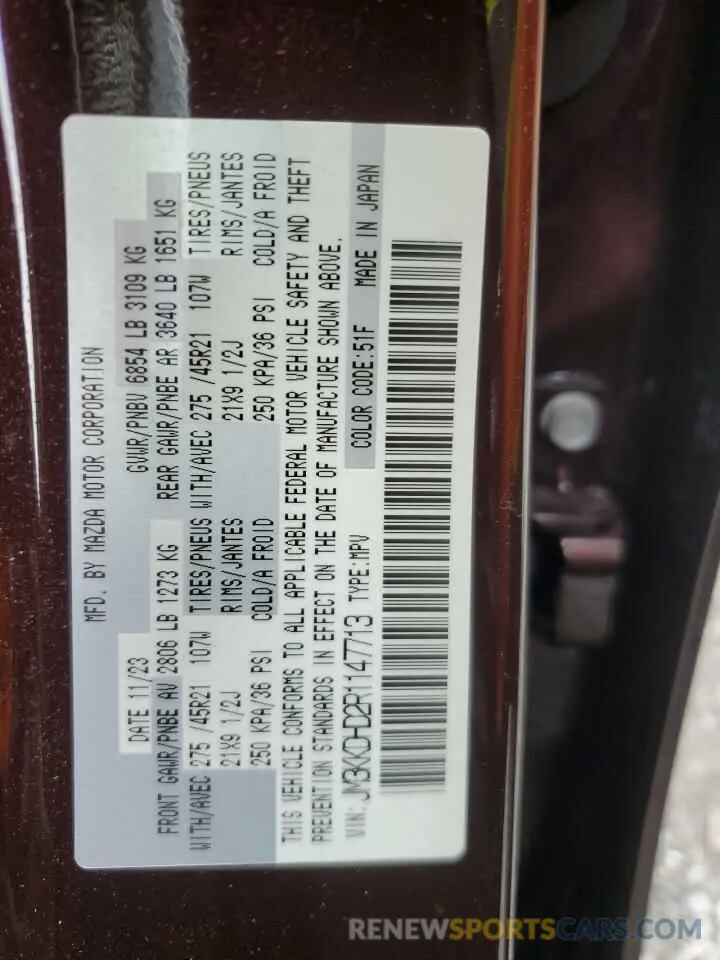 MFD. BY MAZDA MOTOR CORPORATION
DATE 11/23 GVWR/PNBV 6854 LB 3109 KG
FRONT GAWR/PNBE AV 2806 LB 1273 KG REAR GAWR/PNBE AR 3640 LB 1651 KG
WITH/AVEC 275 /45R21 107W TIRES/PNEUS WITH/AVEC 275 /45R21 107W TIRES/PNEUS
21X9 1/2J RIMS/JANTES 21X9 1/2J RIMS/JANTES
250 KPA/36 PSI COLD/A FROID 250 KPA/36 PSI COLD/A FROID
THIS VEHICLE CONFORMS TO ALL APPLICABLE FEDERAL MOTOR VEHICLE SAFETY AND THEFT
PREVENTION STANDARDS IN EFFECT ON THE DATE OF MANUFACTURE SHOWN ABOVE.
VIN: JM3KKDHD2R1147713 TYPE:MPV COLOR CODE:51F MADE IN JAPAN
RENEWSPORTSCARS.COM